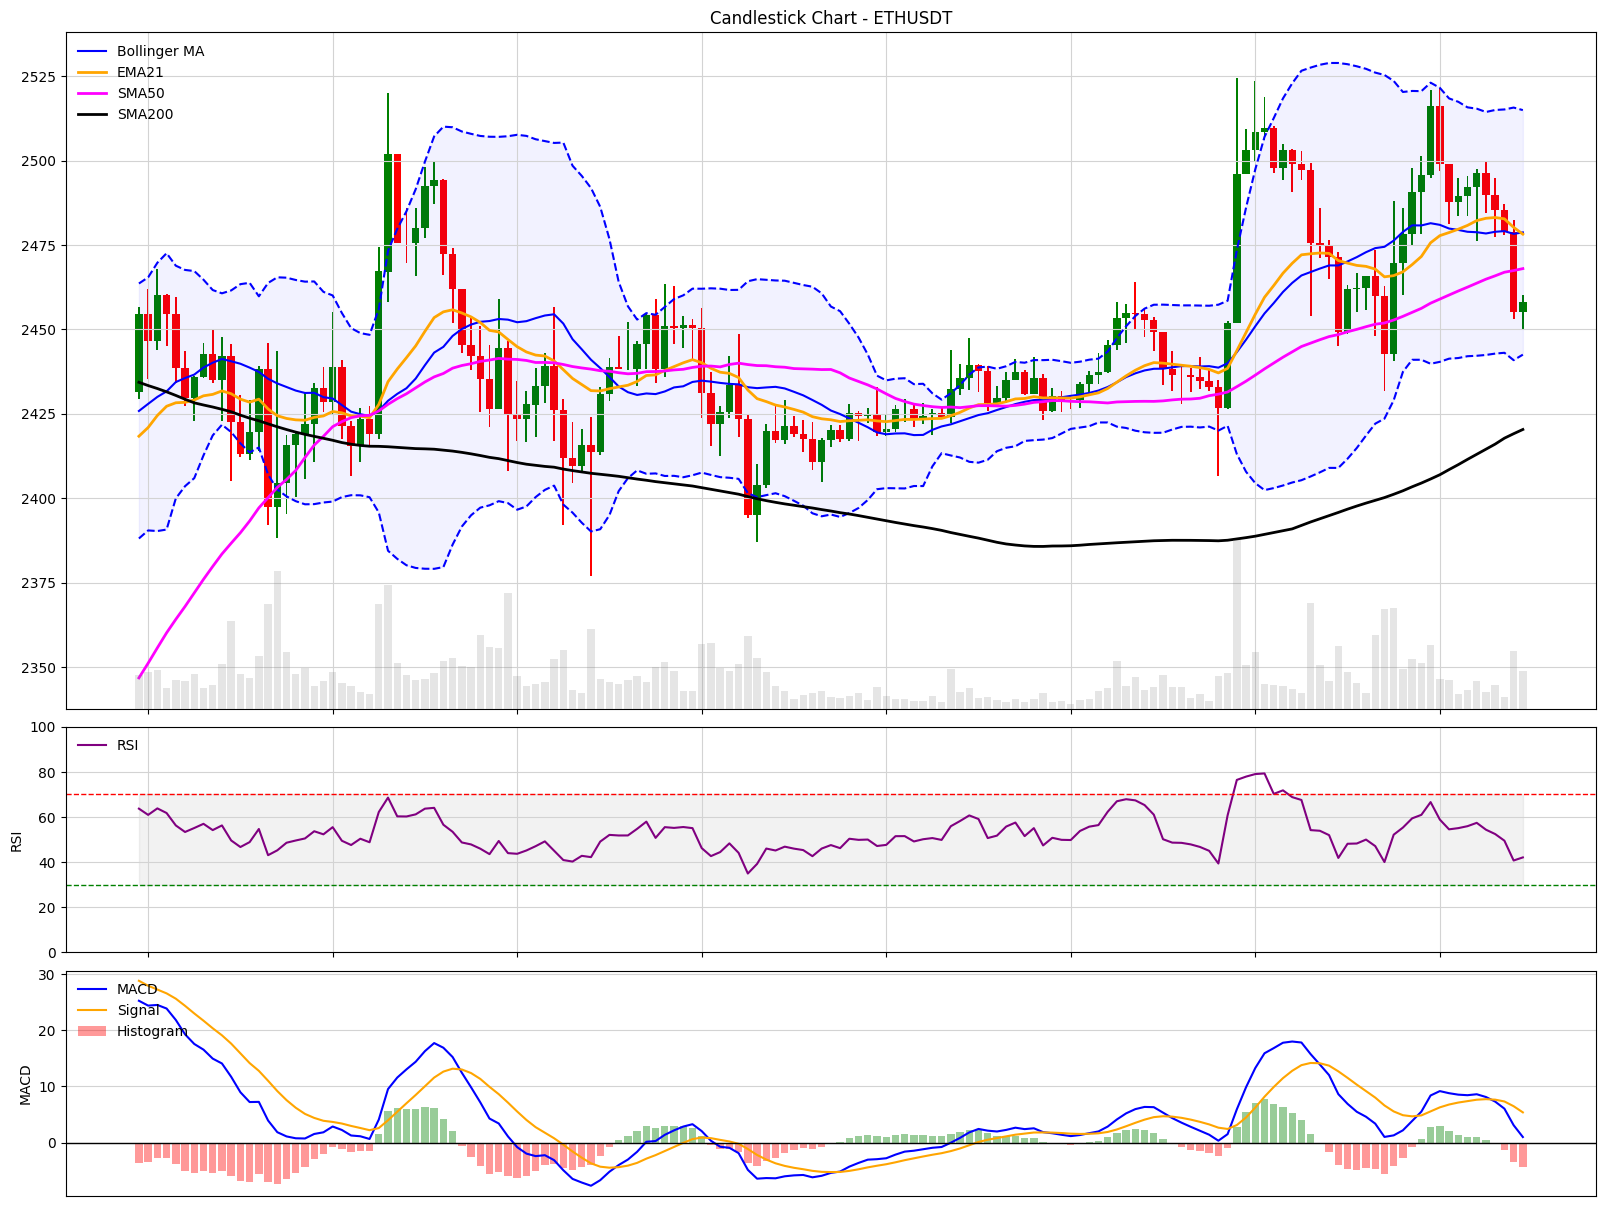 Candlestick Chart - ETHUSDT
Bollinger MA
EMA21
SMA50
SMA200
2525
2500
2475
2450
2425
2400
2375
2350
RSI
100
80
60
40
20
0
RSI
MACD
Signal
Histogram
30
20
10
0
MACD